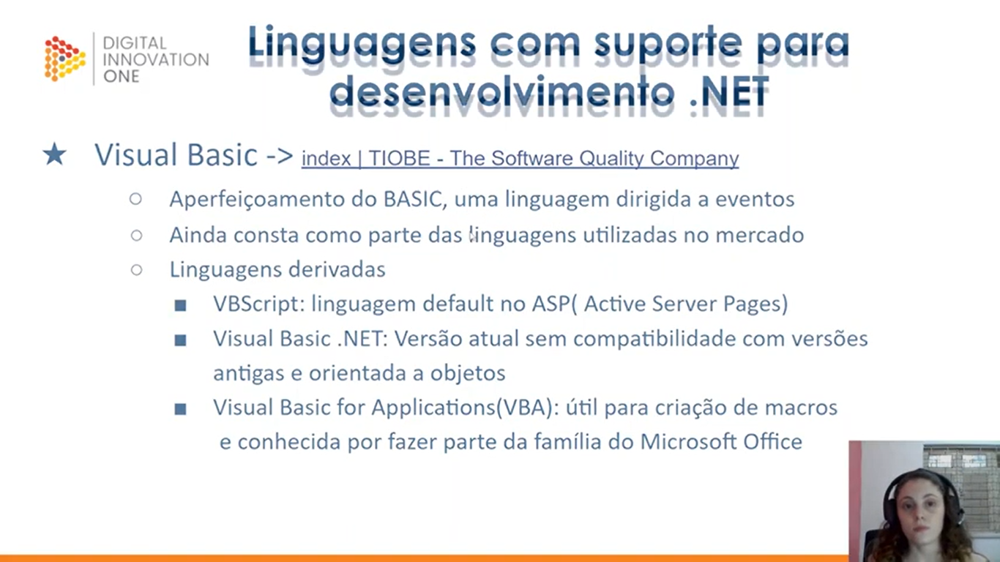 DIGITAL
INNOVATION
ONE
Linguagens com suporte para
desenvolvimento .NET
★ Visual Basic -> index | TIOBE - The Software Quality Company
○ Aperfeiçoamento do BASIC, uma linguagem dirigida a eventos
○ Ainda consta como parte das linguagens utilizadas no mercado
○ Linguagens derivadas
■ VBScript: linguagem default no ASP( Active Server Pages)
■ Visual Basic .NET: Versão atual sem compatibilidade com versões
antigas e orientada a objetos
■ Visual Basic for Applications(VBA): útil para criação de macros
e conhecida por fazer parte da família do Microsoft Office